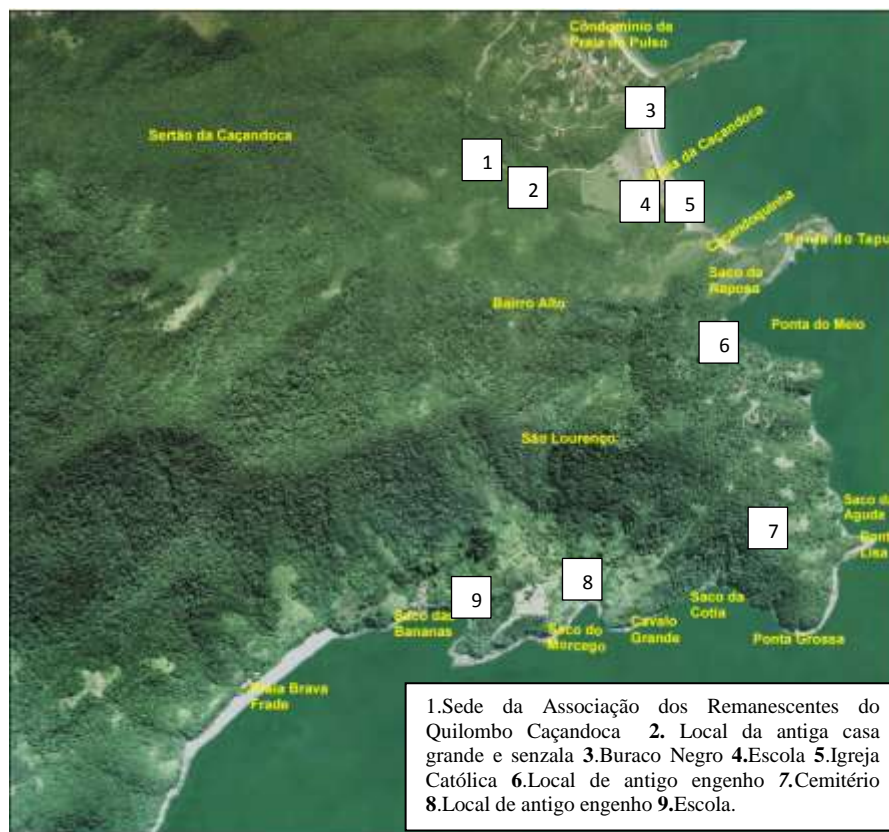 Condomínio da
Praia do Pulso
3
Sertão da Caçandoca
Praia da Caçandoca
1
2
4
5
Caçandoquinha
Ponta do Tapu
Saco da
Raposa
Bairro Alto
Ponta do Meio
6
São Lourenço
Saco da
Aguda
7
Ponta
Lisa
8
9
Saco das
Bananas
Saco da
Cotia
Saco do
Morcego
Cavalo
Grande
Ponta Grossa
Praia Brava
Frade
1.Sede da Associação dos Remanescentes do
Quilombo Caçandoca 2. Local da antiga casa
grande e senzala 3.Buraco Negro 4.Escola 5.Igreja
Católica 6.Local de antigo engenho 7.Cemitério
8.Local de antigo engenho 9.Escola.